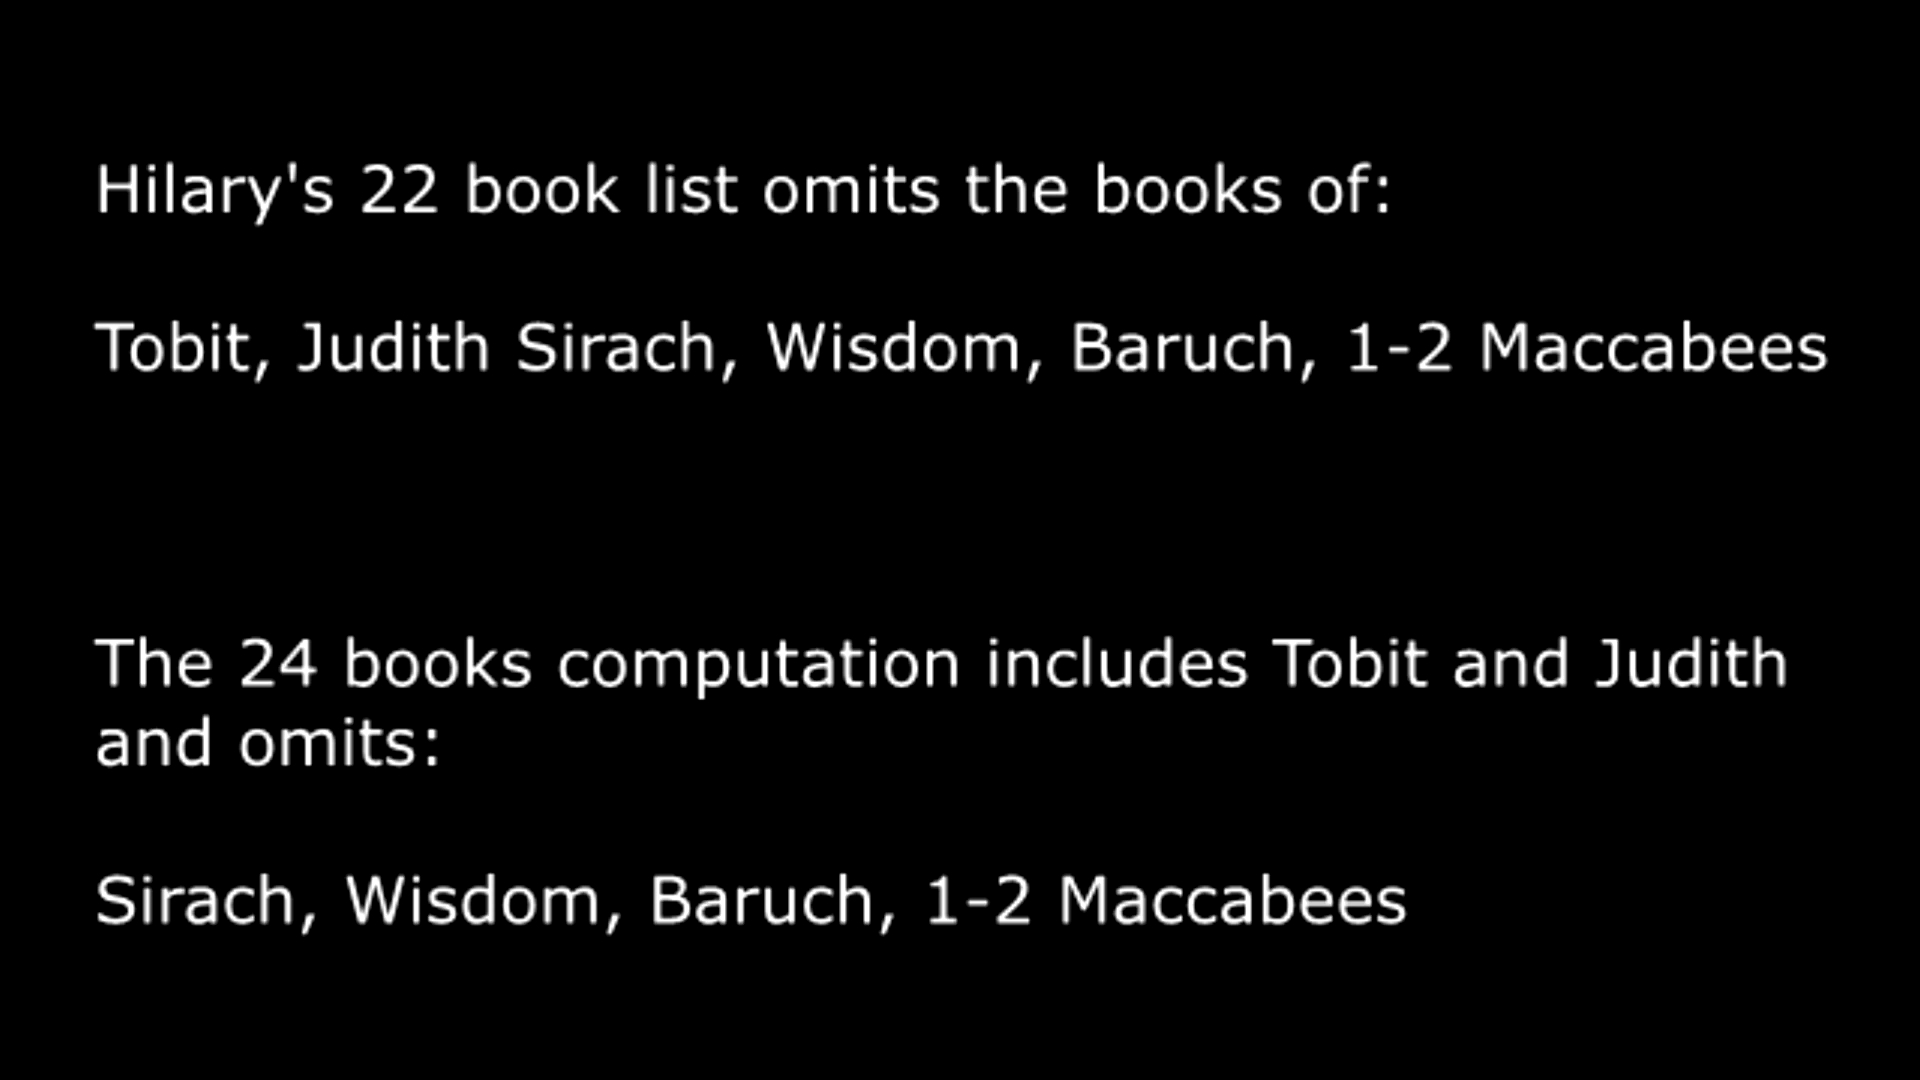 Hilary's 22 book list omits the books of:
Tobit, Judith Sirach, Wisdom, Baruch, 1-2 Maccabees
The 24 books computation includes Tobit and Judith
and omits:
Sirach, Wisdom, Baruch, 1-2 Maccabees